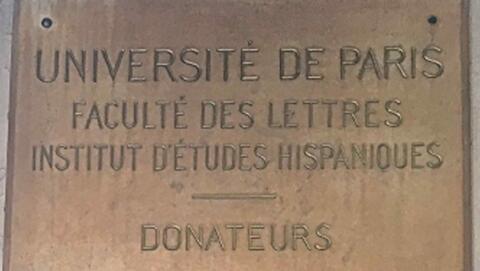 UNIVERSITÉ DE PARIS
FACULTÉ DES LETTRES
INSTITUT D'ÉTUDES HISPANIQUES
DONATEURS